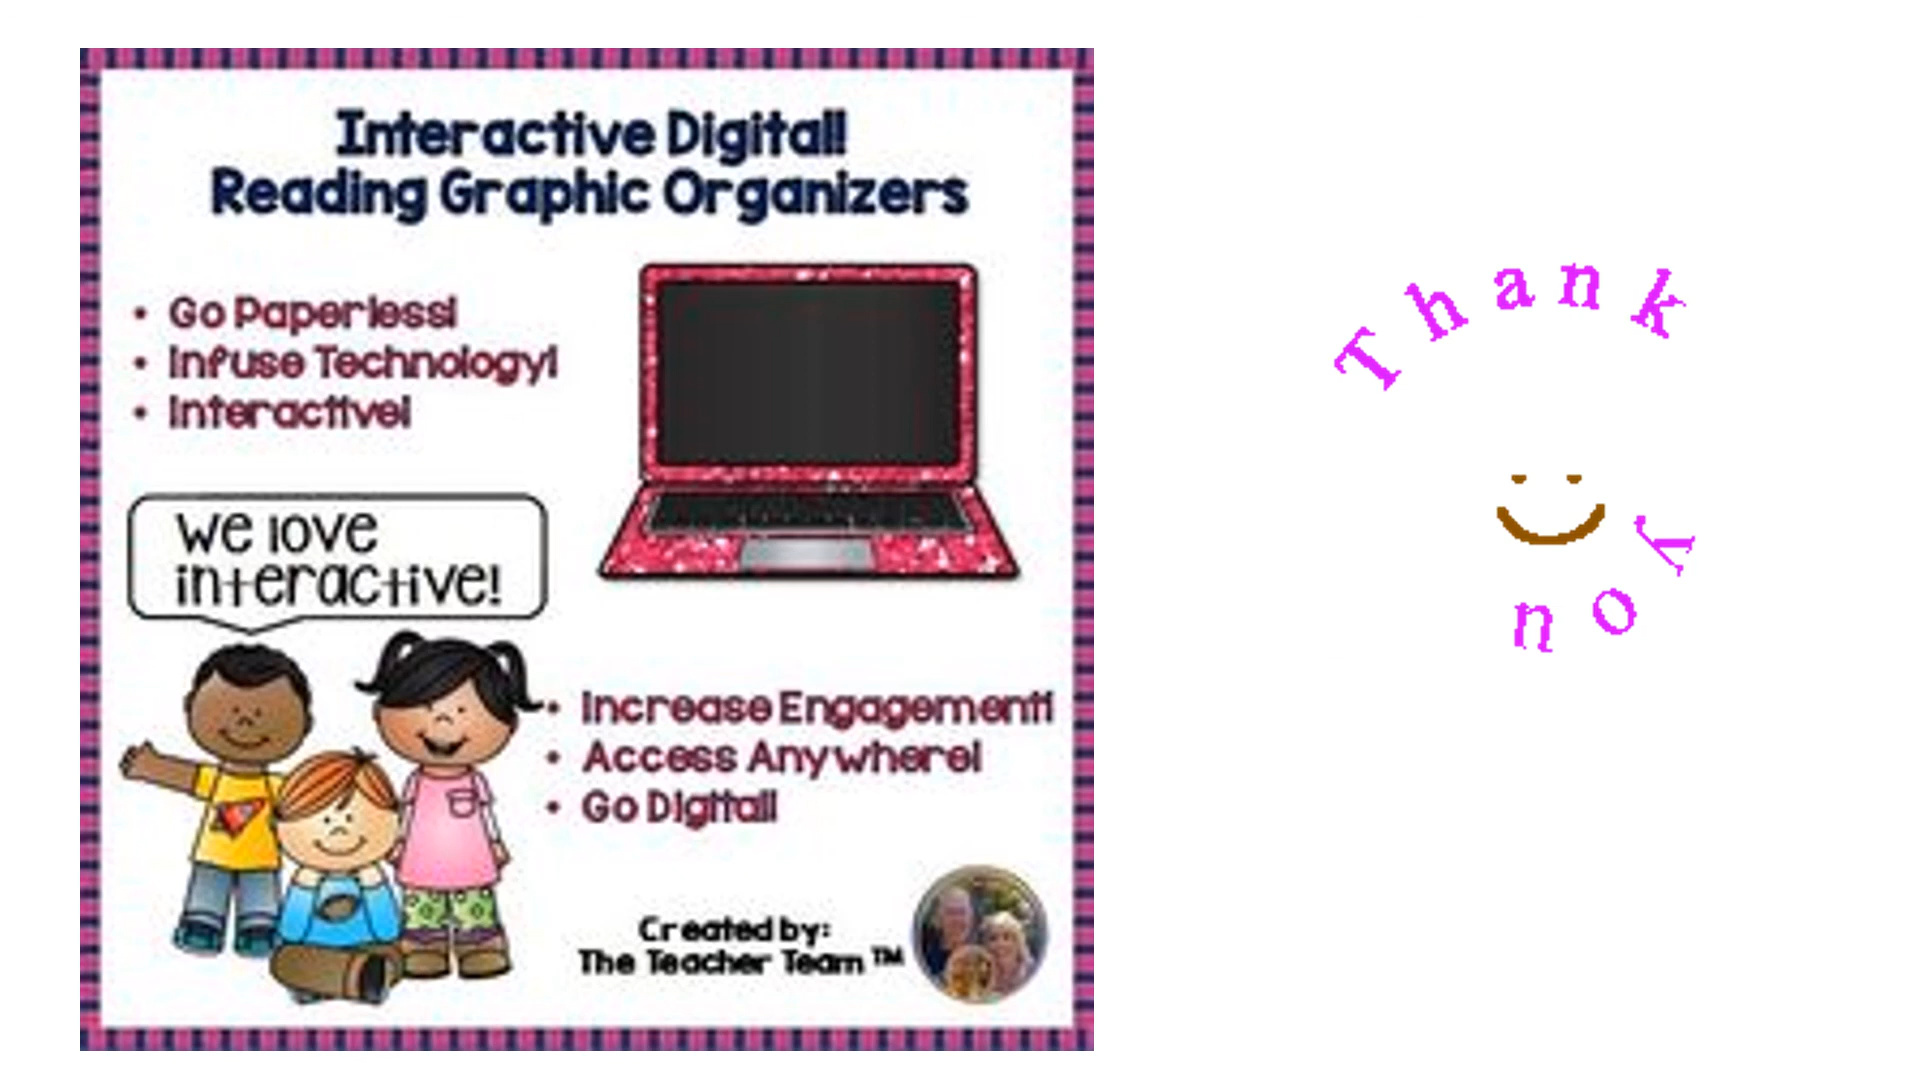 Interactive Digital!
Reading Graphic Organizers
• Go Paperless!
• Infuse Technology!
• Interactive!
We love
interactive!
• Increase Engagement!
• Access Anywhere!
• Go Digital!
Created by:
The Teacher Team ™
Thank
you